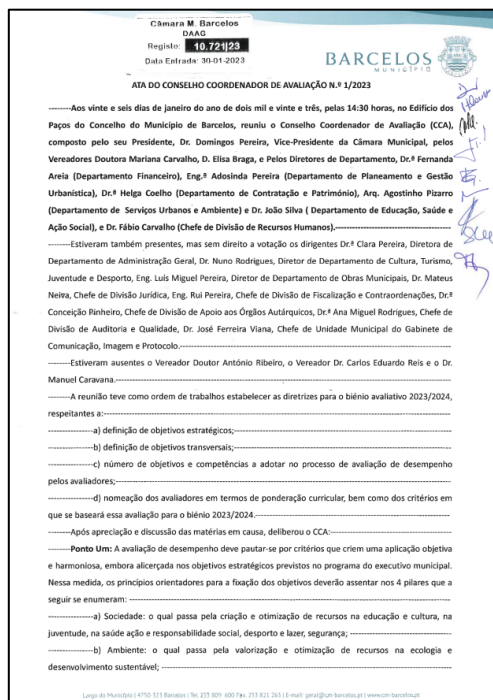 Câmara M. Barcelos
DAAG
Registo: 10.721|23
Data Entrada: 30-01-2023
BARCELOS
MUNICÍPIO
ATA DO CONSELHO COORDENADOR DE AVALIAÇÃO N.º 1/2023
--------Aos vinte e seis dias de janeiro do ano de dois mil e vinte e três, pelas 14:30 horas, no Edifício dos
Paços do Concelho do Município de Barcelos, reuniu o Conselho Coordenador de Avaliação (CCA),
composto pelo seu Presidente, Dr. Domingos Pereira, Vice-Presidente da Câmara Municipal, pelos
Vereadores Doutora Mariana Carvalho, D. Elisa Braga, e Pelos Diretores de Departamento, Dr.ª Fernanda
Areia (Departamento Financeiro), Eng.ª Adosinda Pereira (Departamento de Planeamento e Gestão
Urbanística), Dr.ª Helga Coelho (Departamento de Contratação e Património), Arq. Agostinho Pizarro
(Departamento de Serviços Urbanos e Ambiente) e Dr. João Silva ( Departamento de Educação, Saúde e
Ação Social), e Dr. Fábio Carvalho (Chefe de Divisão de Recursos Humanos).-----------------------------------
--------Estiveram também presentes, mas sem direito a votação os dirigentes Dr.ª Clara Pereira, Diretora de
Departamento de Administração Geral, Dr. Nuno Rodrigues, Diretor de Departamento de Cultura, Turismo,
Juventude e Desporto, Eng. Luís Miguel Pereira, Diretor de Departamento de Obras Municipais, Dr. Mateus
Neiva, Chefe de Divisão Jurídica, Eng. Rui Pereira, Chefe de Divisão de Fiscalização e Contraordenações, Dr.ª
Conceição Pinheiro, Chefe de Divisão de Apoio aos Órgãos Autárquicos, Dr.ª Ana Miguel Rodrigues, Chefe de
Divisão de Auditoria e Qualidade, Dr. José Ferreira Viana, Chefe de Unidade Municipal do Gabinete de
Comunicação, Imagem e Protocolo.----------------------------------------------------------------------
--------Estiveram ausentes o Vereador Doutor António Ribeiro, o Vereador Dr. Carlos Eduardo Reis e o Dr.
Manuel Caravana.------------------------------------------------------------------------------------------
--------A reunião teve como ordem de trabalhos estabelecer as diretrizes para o biénio avaliativo 2023/2024,
respeitantes a:--------------------------------------------------------------------------------------------
---------------a) definição de objetivos estratégicos;-----------------------------------------------------
---------------b) definição de objetivos transversais;-----------------------------------------------------
---------------c) número de objetivos e competências a adotar no processo de avaliação de desempenho
pelos avaliadores;-----------------------------------------------------------------------------------------
---------------d) nomeação dos avaliadores em termos de ponderação curricular, bem como dos critérios em
que se baseará essa avaliação para o biénio 2023/2024.-----------------------------------------------------
--------Após apreciação e discussão das matérias em causa, deliberou o CCA:--------------------------------
--------Ponto Um: A avaliação de desempenho deve pautar-se por critérios que criem uma aplicação objetiva
e harmoniosa, embora alicerçada nos objetivos estratégicos previstos no programa do executivo municipal.
Nessa medida, os princípios orientadores para a fixação dos objetivos deverão assentar nos 4 pilares que a
seguir se enumeram: ---------------------------------------------------------------------------------------
---------------a) Sociedade: o qual passa pela criação e otimização de recursos na educação e cultura, na
juventude, na saúde ação e responsabilidade social, desporto e lazer, segurança; --------------------------
---------------b) Ambiente: o qual passa pela valorização e otimização de recursos na ecologia e
desenvolvimento sustentável; ------------------------------------------------------------------------------
Largo do Município | 4750-323 Barcelos | Tel. 253 809 600 Fax. 253 821 263 | E-mail: geral@cm-barcelos.pt | www.cm-barcelos.pt